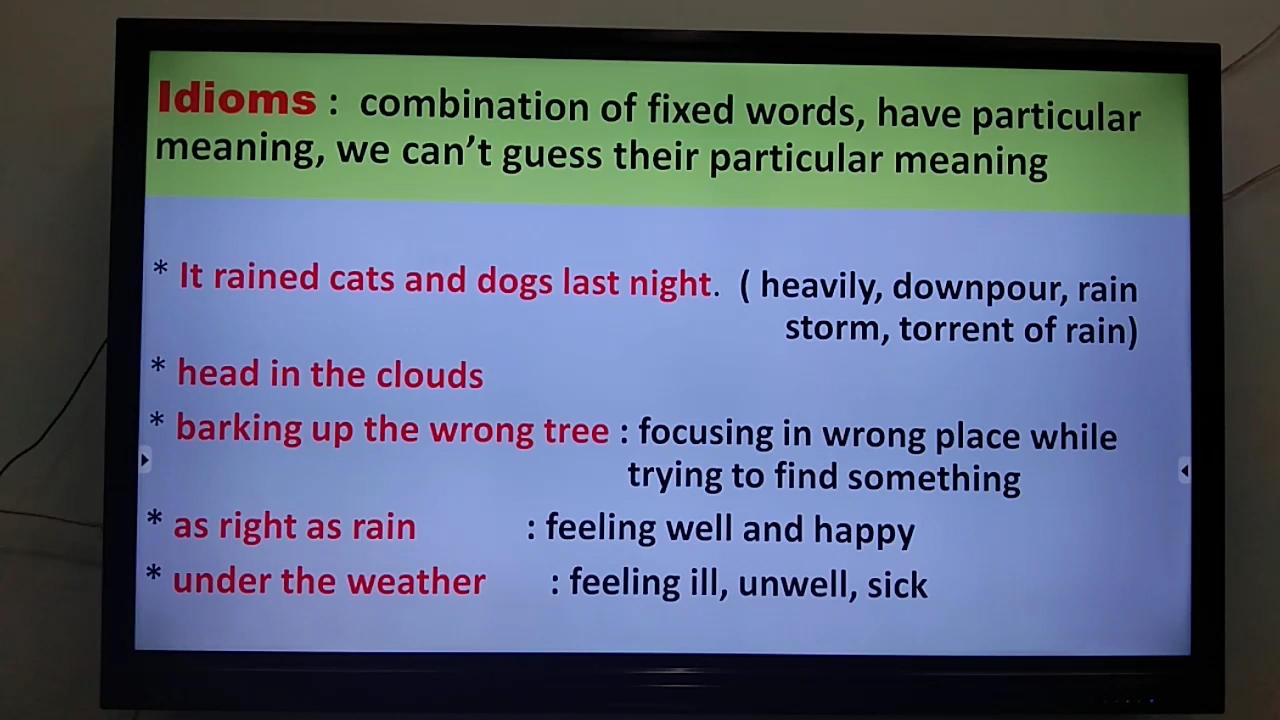 Idioms : combination of fixed words, have particular
meaning, we can't guess their particular meaning
* It rained cats and dogs last night. ( heavily, downpour, rain
storm, torrent of rain)
* head in the clouds
* barking up the wrong tree : focusing in wrong place while
trying to find something
* as right as rain : feeling well and happy
* under the weather : feeling ill, unwell, sick